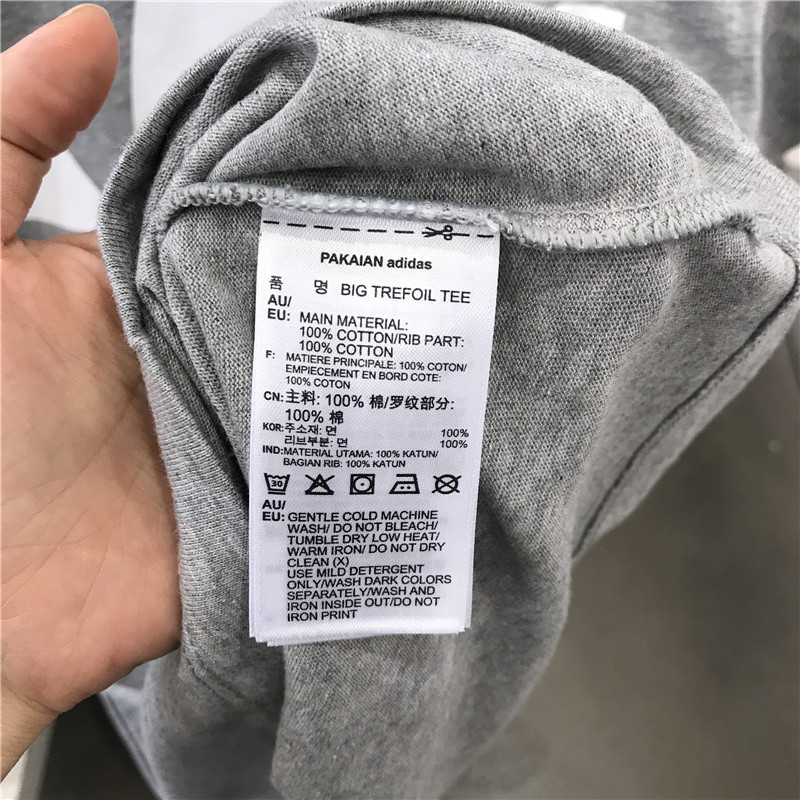 PAKAIAN adidas
품 명 BIG TREFOIL TEE
AU/
EU: MAIN MATERIAL:
100% COTTON/RIB PART:
100% COTTON
F: MATIERE PRINCIPALE: 100% COTON/
EMPIECEMENT EN BORD COTE:
100% COTON
CN:主料: 100% 棉/罗纹部分:
100% 棉
KOR:주소재: 면 100%
리브부분: 면 100%
IND:MATERIAL UTAMA: 100% KATUN/
BAGIAN RIB: 100% KATUN
30
AU/
EU: GENTLE COLD MACHINE
WASH/ DO NOT BLEACH/
TUMBLE DRY LOW HEAT/
WARM IRON/ DO NOT DRY
CLEAN (X)
USE MILD DETERGENT
ONLY/WASH DARK COLORS
SEPARATELY/WASH AND
IRON INSIDE OUT/DO NOT
IRON PRINT